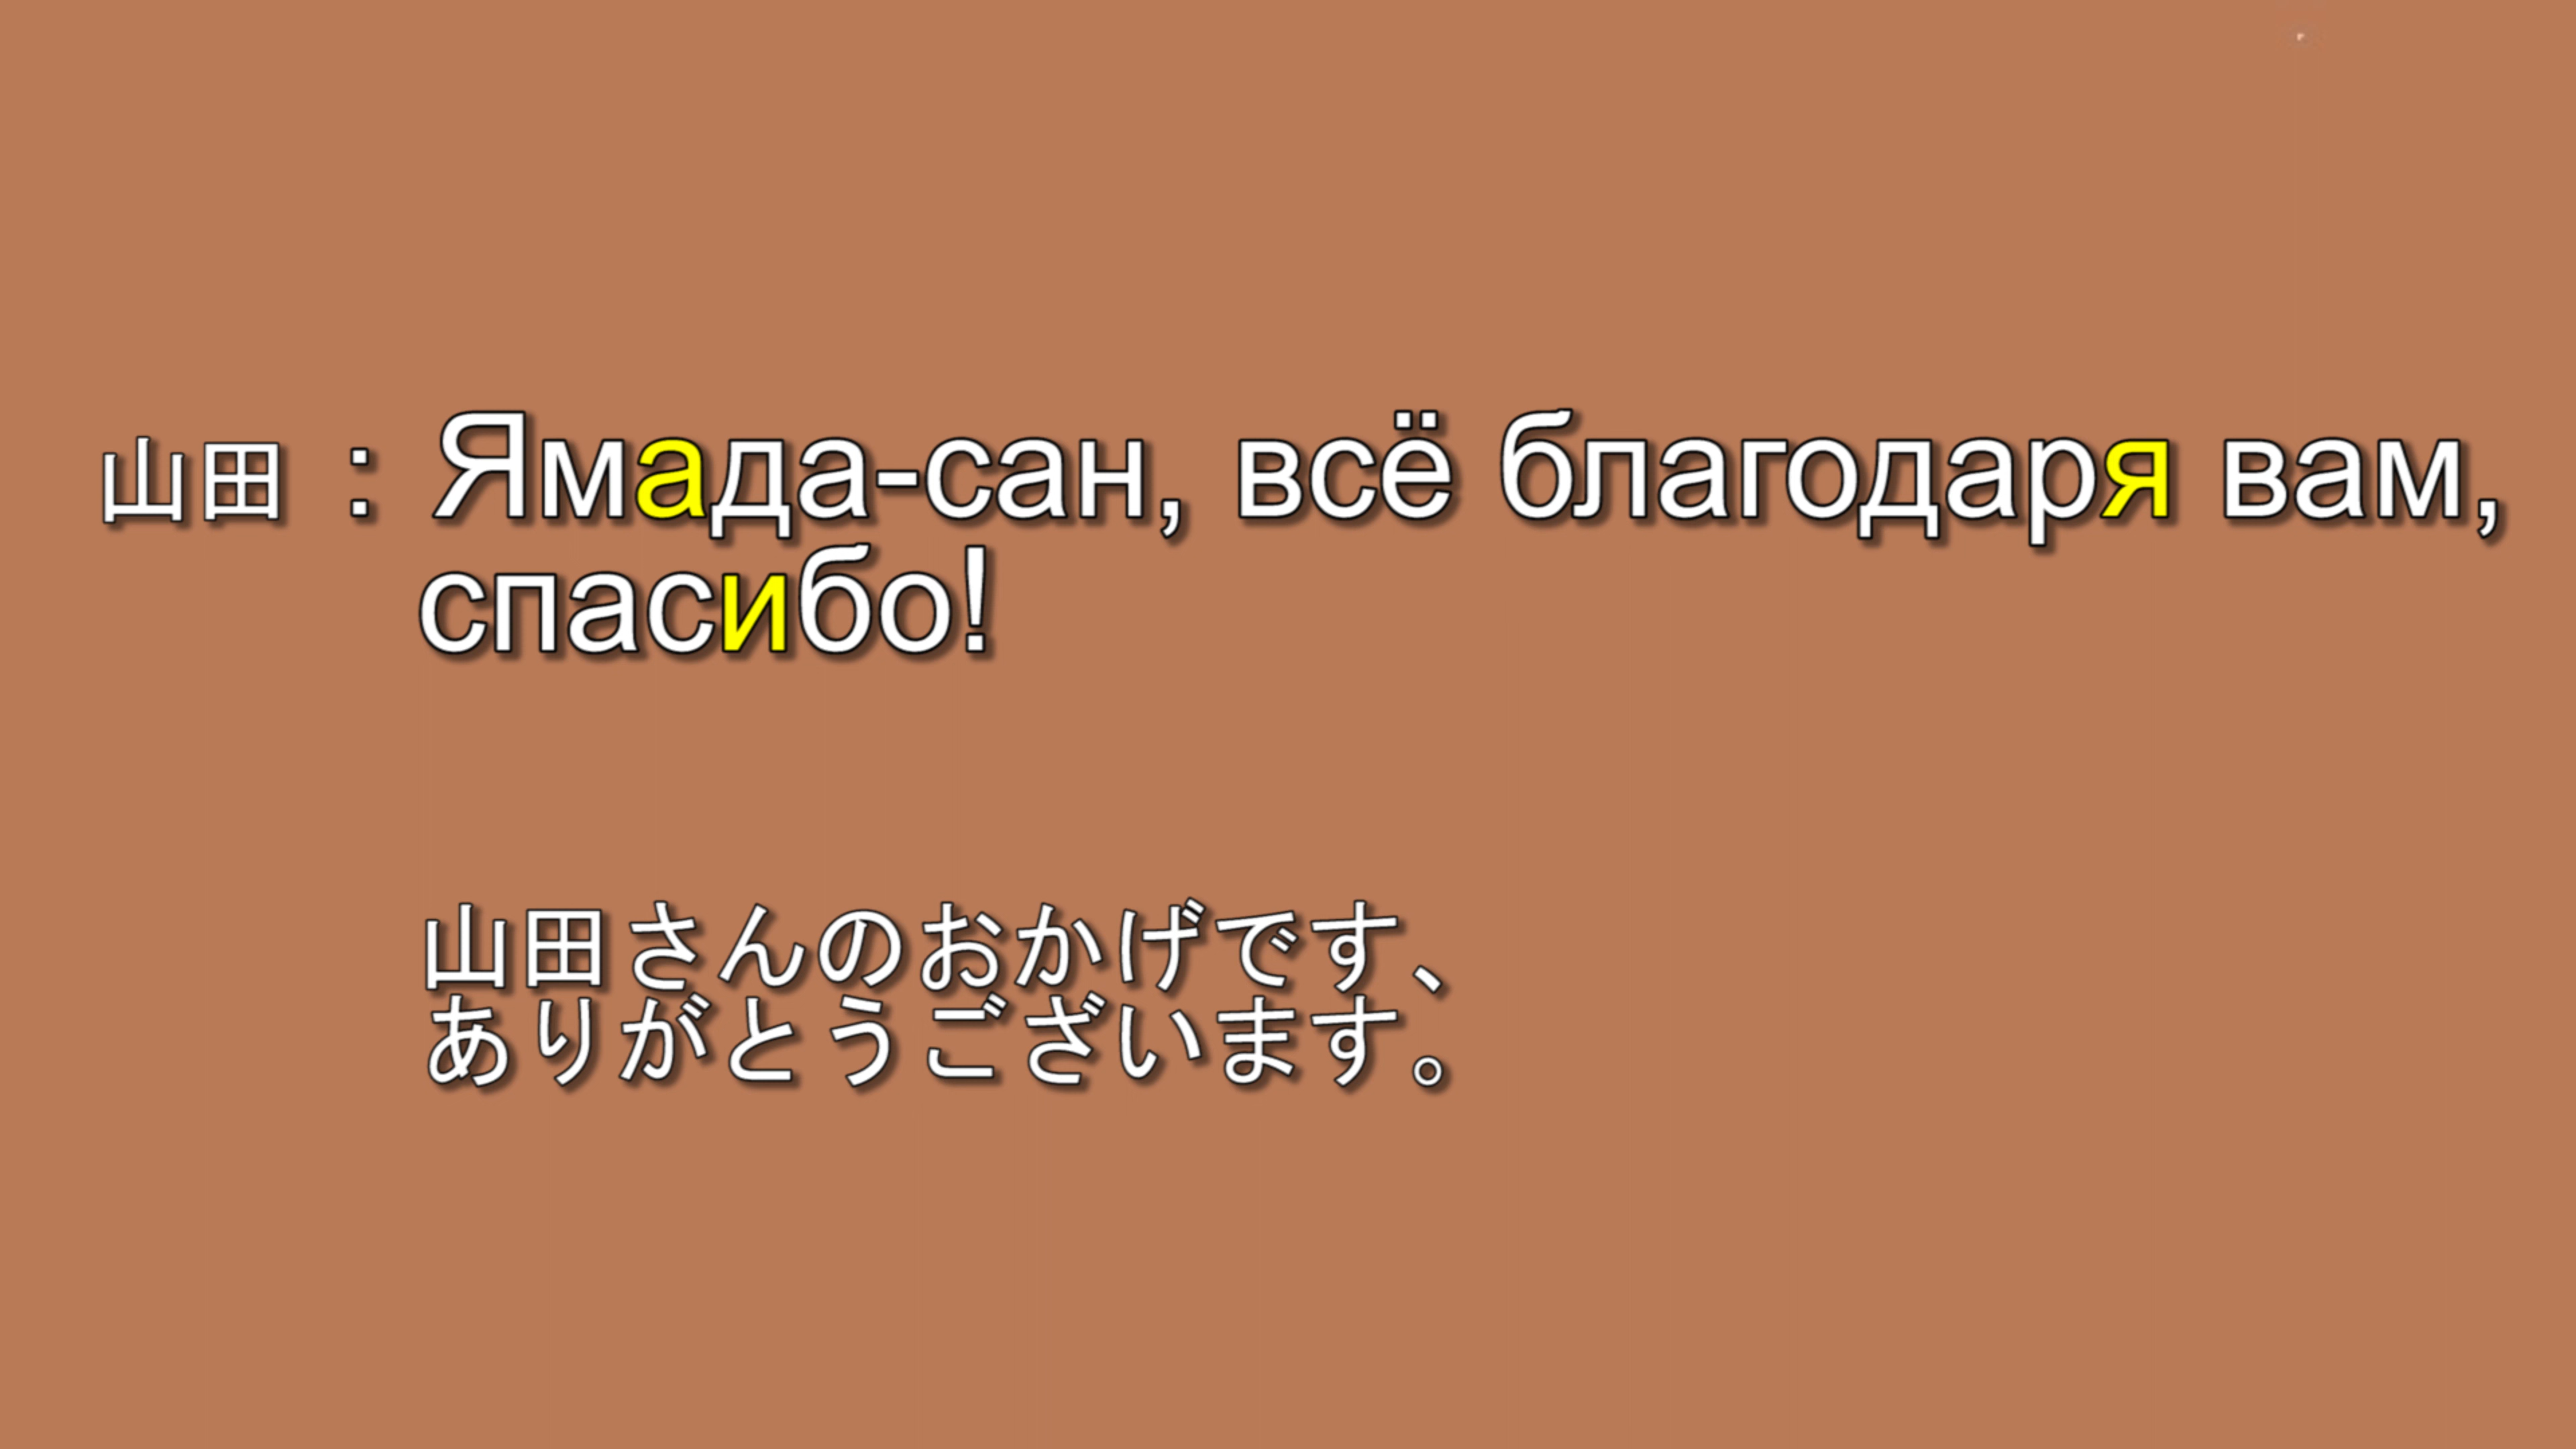 山田：Ямада-сан, всё благодаря вам,
спасибо!
山田さんのおかげです、
ありがとうございます。